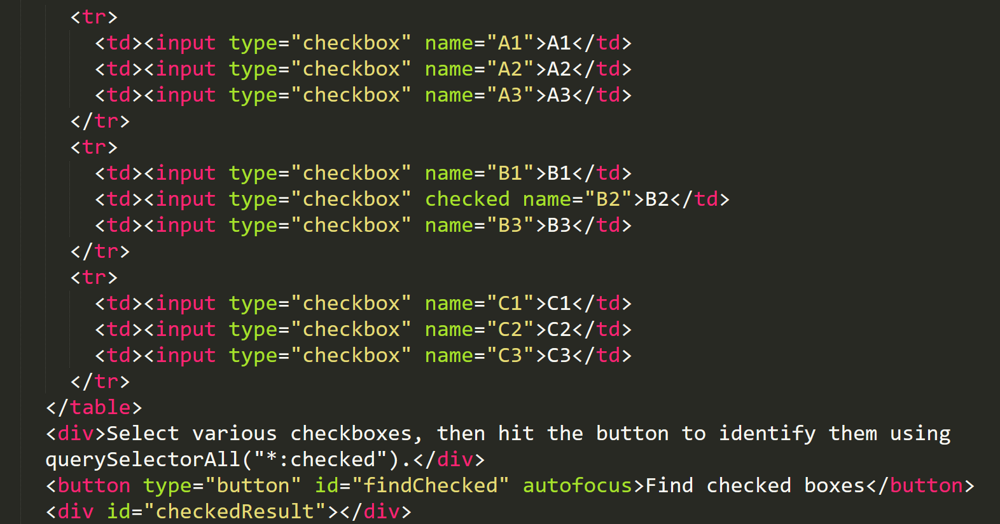 <tr>
<td><input type="checkbox" name="A1">A1</td>
<td><input type="checkbox" name="A2">A2</td>
<td><input type="checkbox" name="A3">A3</td>
</tr>
<tr>
<td><input type="checkbox" name="B1">B1</td>
<td><input type="checkbox" checked name="B2">B2</td>
<td><input type="checkbox" name="B3">B3</td>
</tr>
<tr>
<td><input type="checkbox" name="C1">C1</td>
<td><input type="checkbox" name="C2">C2</td>
<td><input type="checkbox" name="C3">C3</td>
</tr>
</table>
<div>Select various checkboxes, then hit the button to identify them using
querySelectorAll("*:checked").</div>
<button type="button" id="findChecked" autofocus>Find checked boxes</button>
<div id="checkedResult"></div>